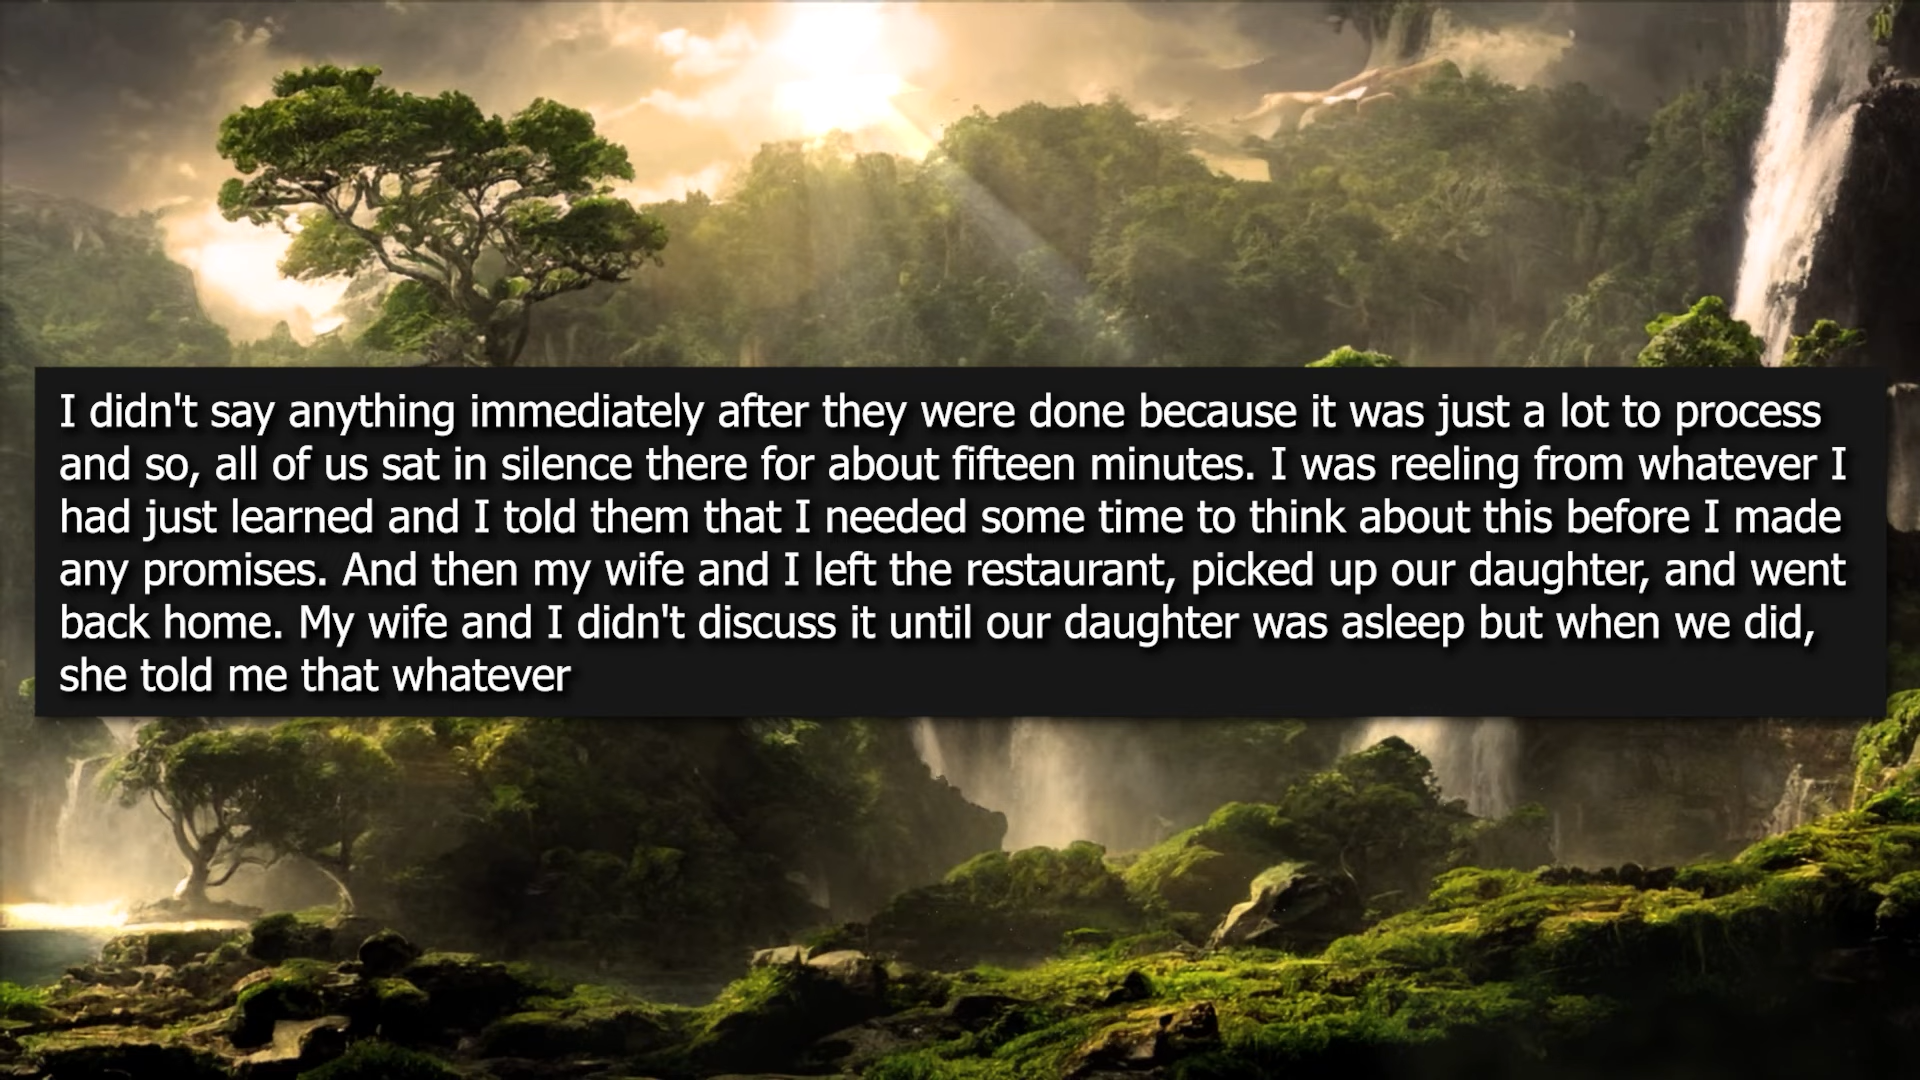 I didn't say anything immediately after they were done because it was just a lot to process
and so, all of us sat in silence there for about fifteen minutes. I was reeling from whatever I
had just learned and I told them that I needed some time to think about this before I made
any promises. And then my wife and I left the restaurant, picked up our daughter, and went
back home. My wife and I didn't discuss it until our daughter was asleep but when we did,
she told me that whatever